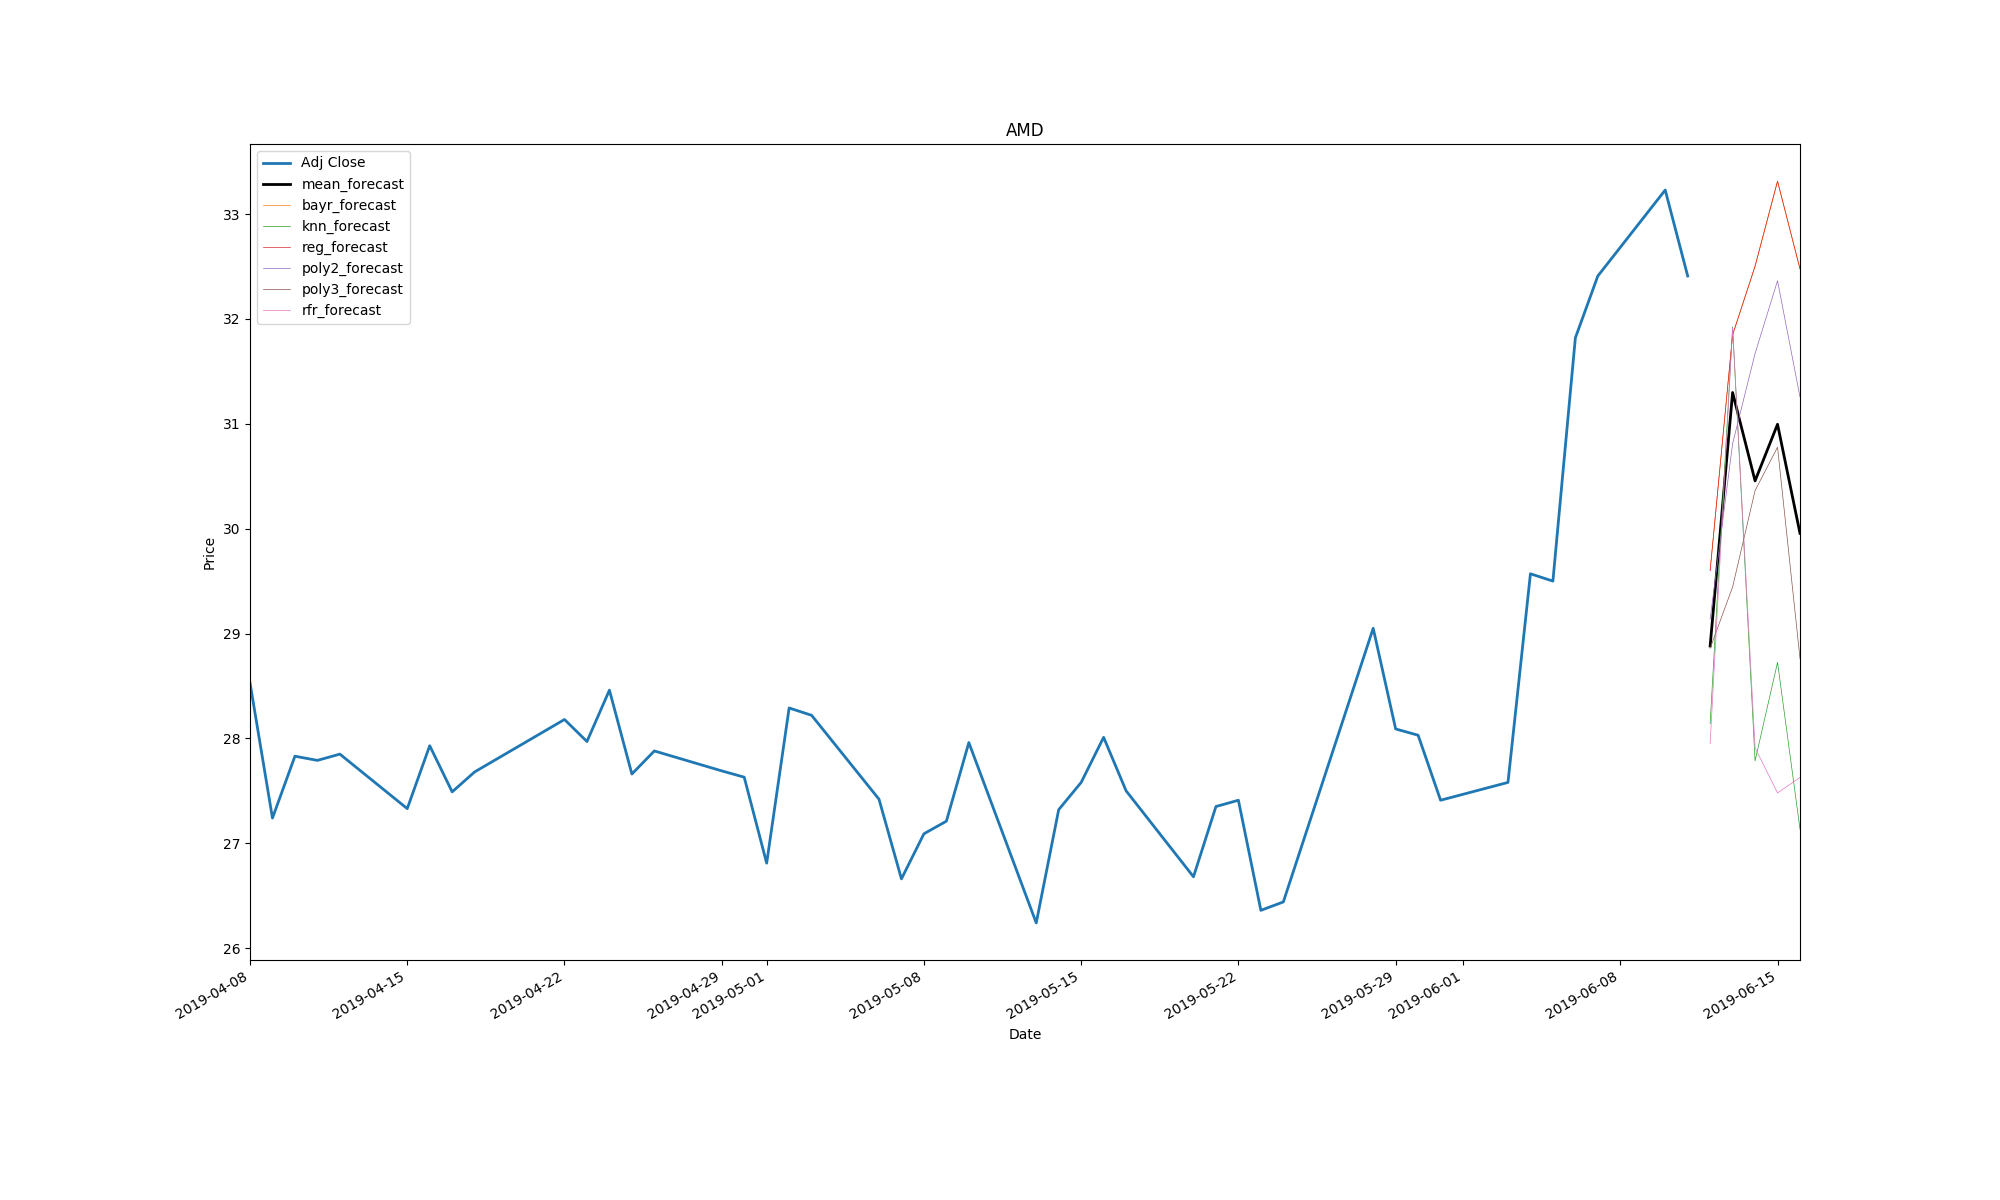 AMD
Adj Close
mean_forecast
bayr_forecast
knn_forecast
reg_forecast
poly2_forecast
poly3_forecast
rfr_forecast
Price
33
32
31
30
29
28
27
26
2019-04-08
2019-04-15
2019-04-22
2019-04-29
2019-05-01
2019-05-08
2019-05-15
2019-05-22
2019-05-29
2019-06-01
2019-06-08
2019-06-15
Date